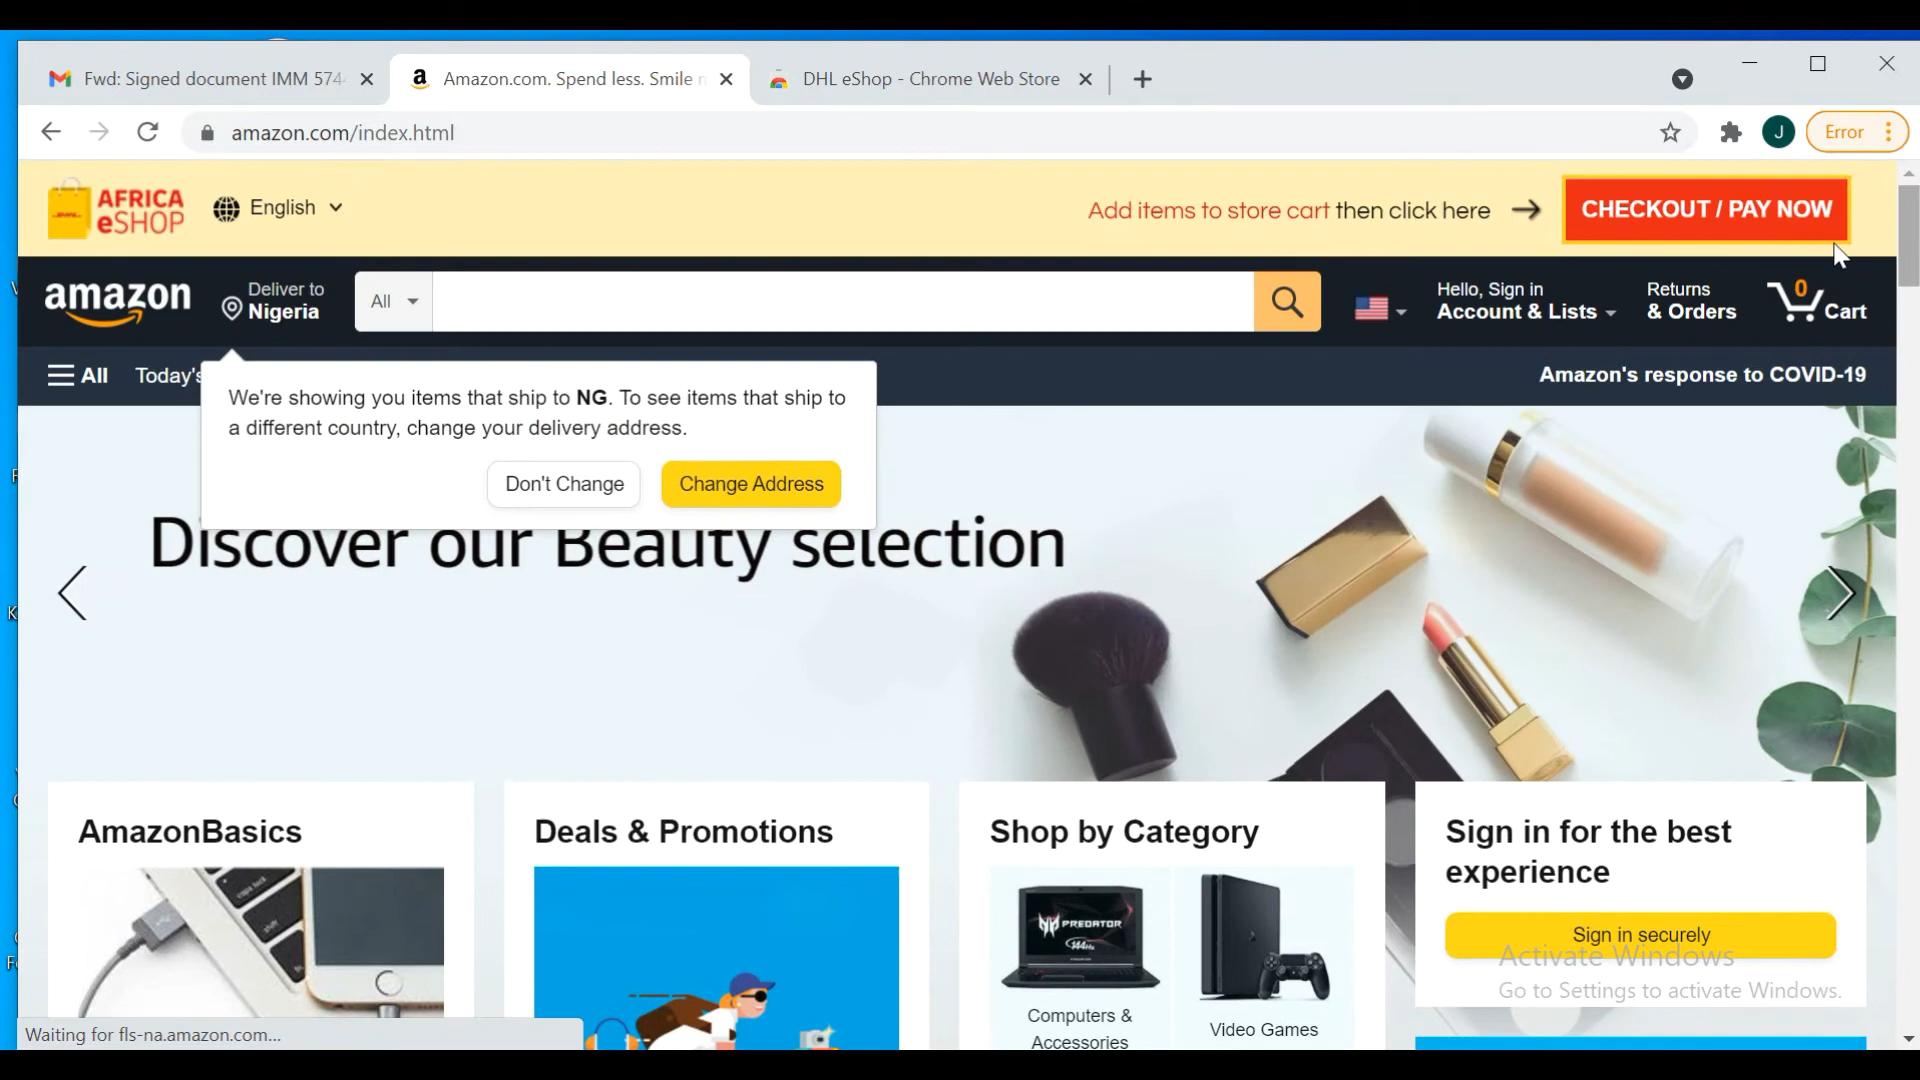 Fwd: Signed document IMM 574
Amazon.com. Spend less. Smile
DHL eShop - Chrome Web Store
amazon.com/index.html
J
Error
AFRICA
eSHOP
English
Add items to store cart then click here
CHECKOUT / PAY NOW
amazon
Deliver to
Nigeria
All
Hello, Sign in
Account & Lists
Returns
& Orders
0
Cart
All
Today's
Amazon's response to COVID-19
We're showing you items that ship to NG. To see items that ship to
a different country, change your delivery address.
Don't Change
Change Address
Discover our Beauty selection
AmazonBasics
Deals & Promotions
Shop by Category
Sign in for the best
experience
Sign in securely
caps lock
shift
PREDATOR
144Hz
Computers &
Accessories
Video Games
Activate Windows
Go to Settings to activate Windows.
Waiting for fls-na.amazon.com...